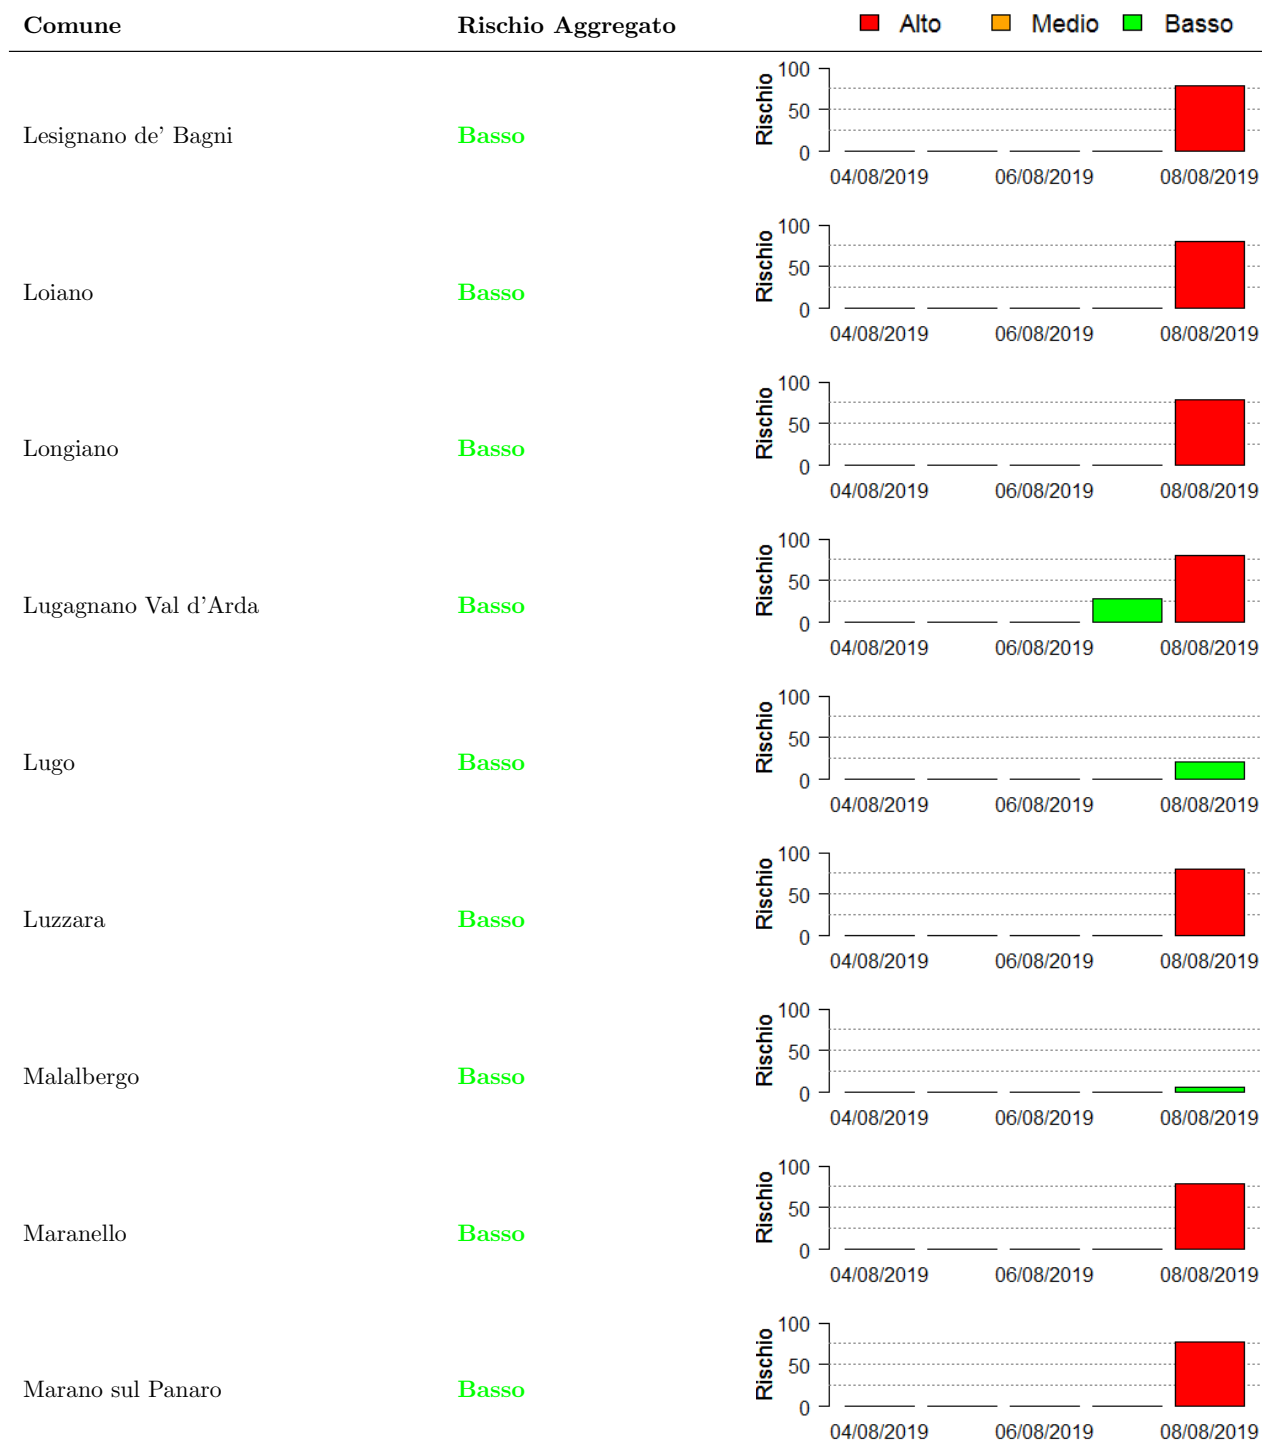 Comune Rischio Aggregato Alto Medio Basso
Lesignano de' Bagni Basso
Rischio
100
50
0
04/08/2019 06/08/2019 08/08/2019
Loiano Basso
Rischio
100
50
0
04/08/2019 06/08/2019 08/08/2019
Longiano Basso
Rischio
100
50
0
04/08/2019 06/08/2019 08/08/2019
Lugagnano Val d'Arda Basso
Rischio
100
50
0
04/08/2019 06/08/2019 08/08/2019
Lugo Basso
Rischio
100
50
0
04/08/2019 06/08/2019 08/08/2019
Luzzara Basso
Rischio
100
50
0
04/08/2019 06/08/2019 08/08/2019
Malalbergo Basso
Rischio
100
50
0
04/08/2019 06/08/2019 08/08/2019
Maranello Basso
Rischio
100
50
0
04/08/2019 06/08/2019 08/08/2019
Marano sul Panaro Basso
Rischio
100
50
0
04/08/2019 06/08/2019 08/08/2019